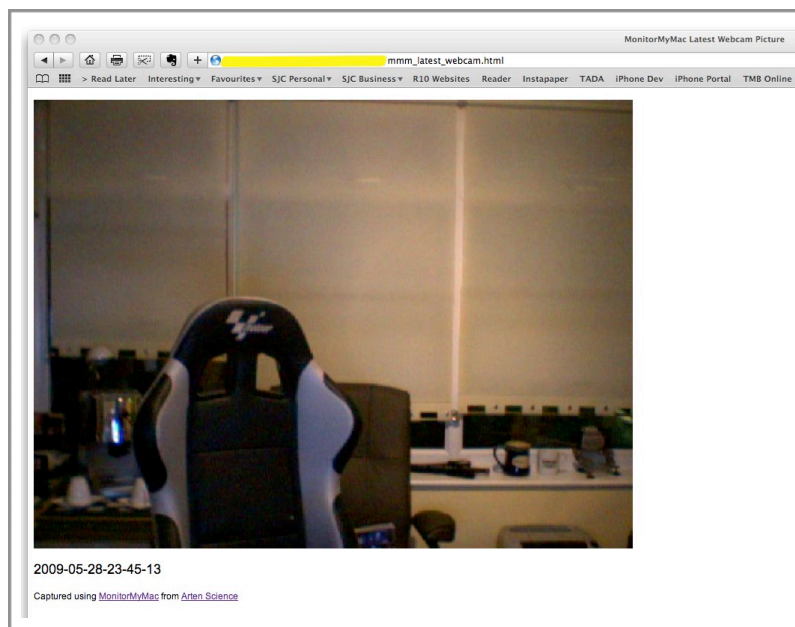 MonitorMyMac Latest Webcam Picture
mmm_latest_webcam.html
> Read Later Interesting Favourites SJC Personal SJC Business R10 Websites Reader Instapaper TADA iPhone Dev iPhone Portal TMB Online
2009-05-28-23-45-13
Captured using MonitorMyMac from Arten Science